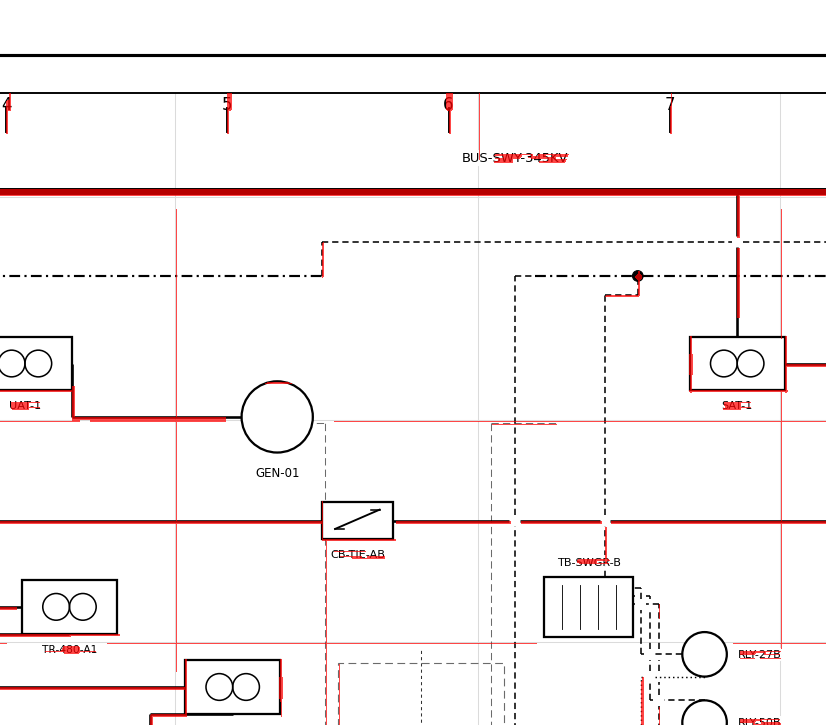 4 5 6 7
BUS-SWY-345KV
UAT-1
SAT-1
GEN-01
CB-TIE-AB
TB-SWGR-B
TR-480-A1
RLY-27B
RLY-50B